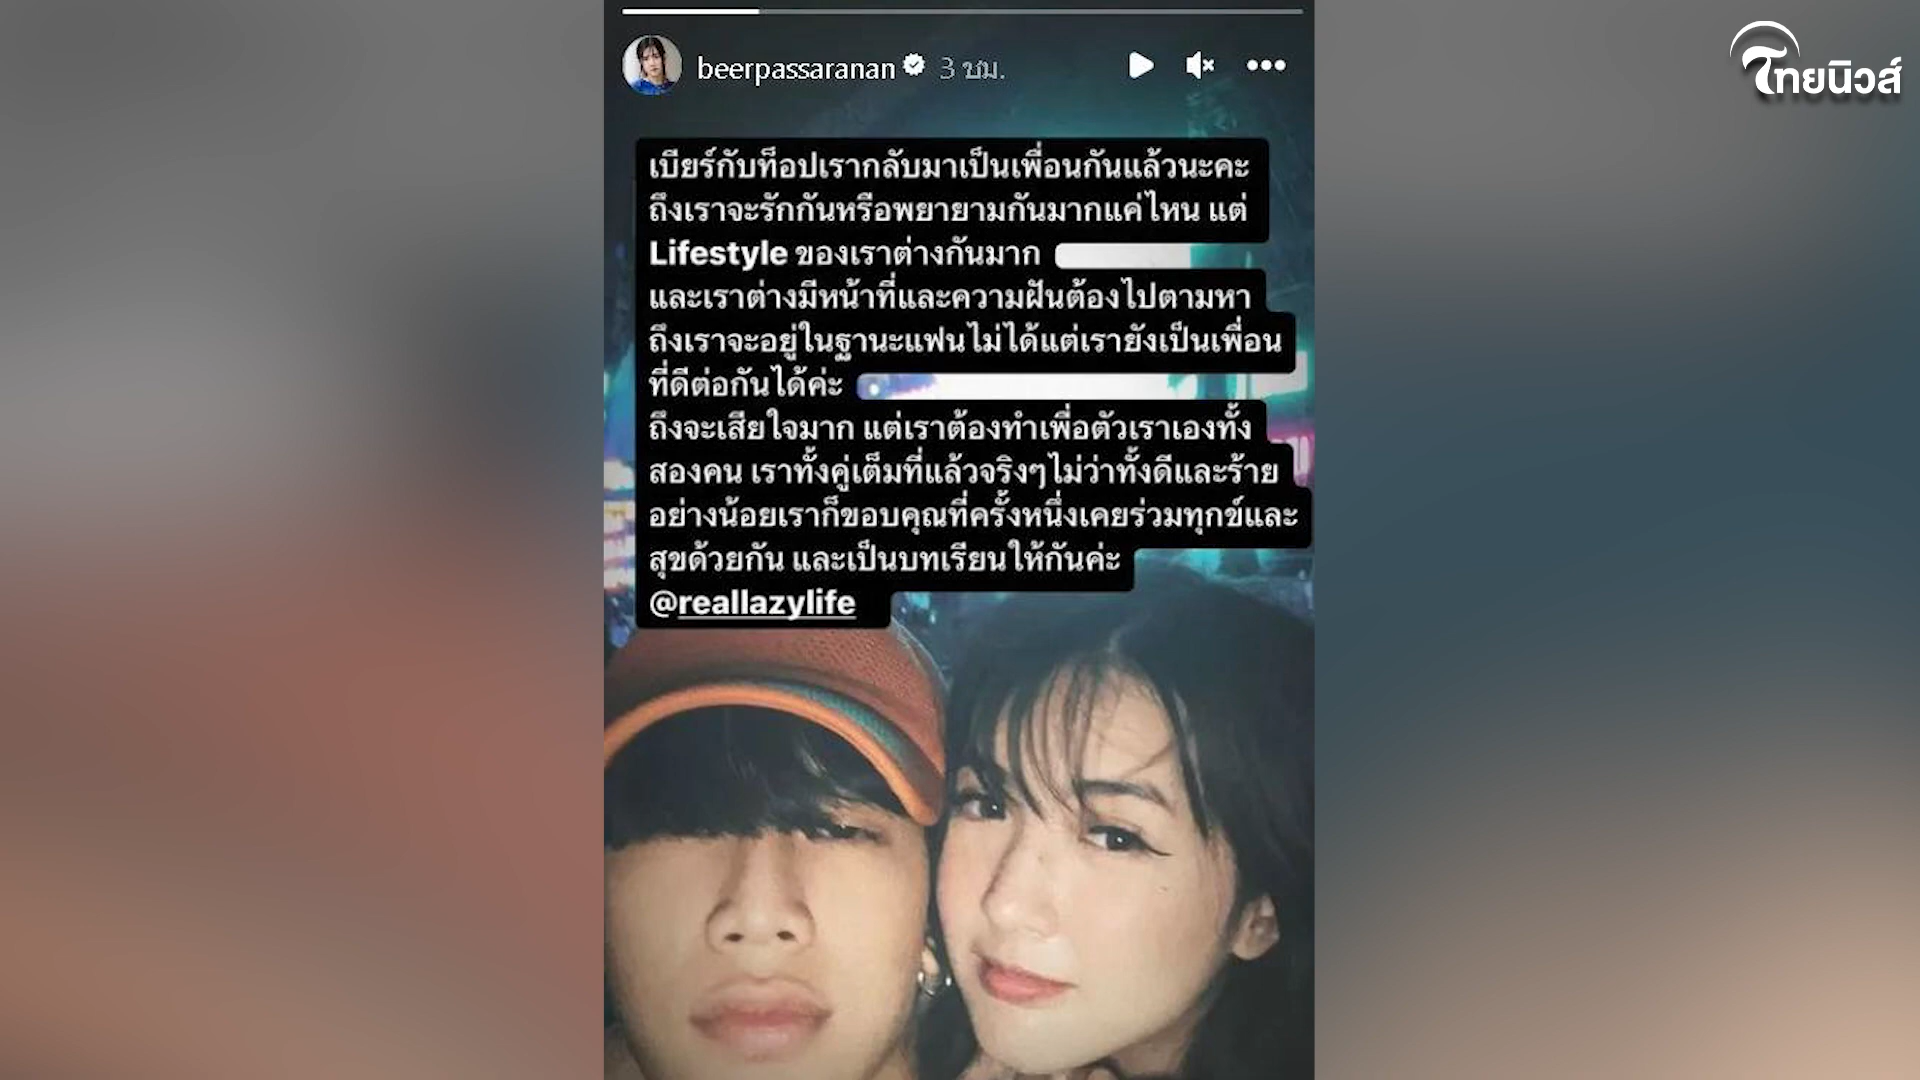 beerpassaranan 3 ชม.
ไทยนิวส์
เบียร์กับท็อปเรากลับมาเป็นเพื่อนกันแล้วนะคะ
ถึงเราจะรักกันหรือพยายามกันมากแค่ไหน แต่
Lifestyle ของเราต่างกันมาก
และเราต่างมีหน้าที่และความฝันต้องไปตามหา
ถึงเราจะอยู่ในฐานะแฟนไม่ได้แต่เรายังเป็นเพื่อน
ที่ดีต่อกันได้ค่ะ
ถึงจะเสียใจมาก แต่เราต้องทำเพื่อตัวเราเองทั้ง
สองคน เราทั้งคู่เต็มที่แล้วจริงๆไม่ว่าทั้งดีและร้าย
อย่างน้อยเราก็ขอบคุณที่ครั้งหนึ่งเคยร่วมทุกข์และ
สุขด้วยกัน และเป็นบทเรียนให้กันค่ะ
@reallazylife